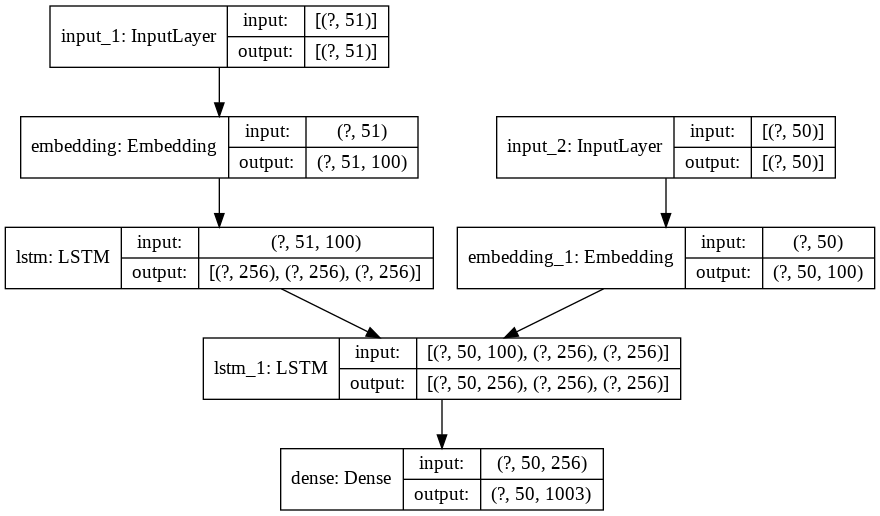 input_1: InputLayer
input: [(?, 51)]
output: [(?, 51)]
embedding: Embedding
input: (?, 51)
output: (?, 51, 100)
input_2: InputLayer
input: [(?, 50)]
output: [(?, 50)]
lstm: LSTM
input: (?, 51, 100)
output: [(?, 256), (?, 256), (?, 256)]
embedding_1: Embedding
input: (?, 50)
output: (?, 50, 100)
lstm_1: LSTM
input: [(?, 50, 100), (?, 256), (?, 256)]
output: [(?, 50, 256), (?, 256), (?, 256)]
dense: Dense
input: (?, 50, 256)
output: (?, 50, 1003)